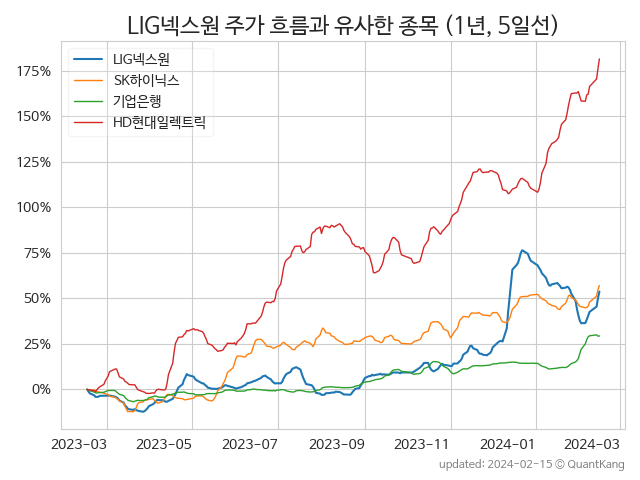 LIG넥스원 주가 흐름과 유사한 종목 (1년, 5일선)
LIG넥스원
SK하이닉스
기업은행
HD현대일렉트릭
175%
150%
125%
100%
75%
50%
25%
0%
2023-03 2023-05 2023-07 2023-09 2023-11 2024-01 2024-03
updated: 2024-02-15 © QuantKang